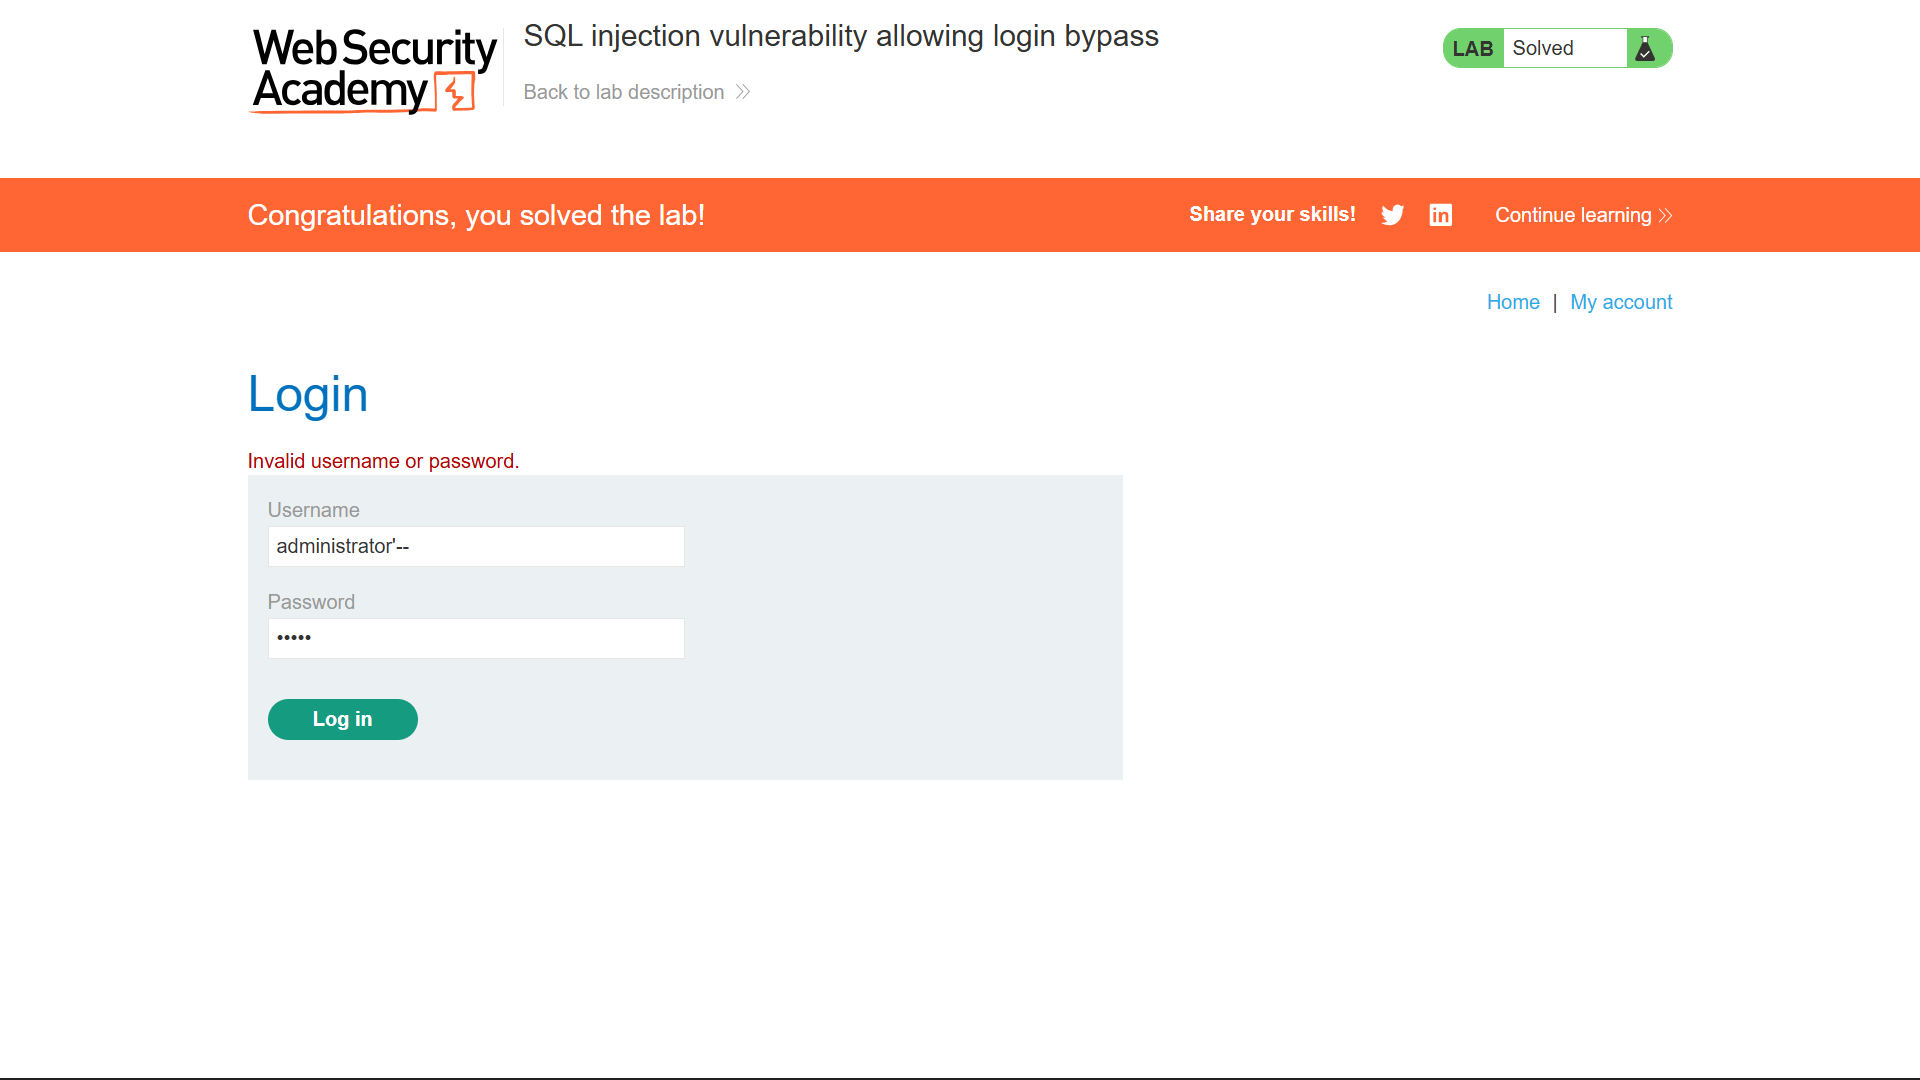 Web Security
Academy
SQL injection vulnerability allowing login bypass
Back to lab description
LAB Solved
Congratulations, you solved the lab!
Share your skills!
Continue learning
Home | My account
Login
Invalid username or password.
Username
administrator'--
Password
•••••
Log in